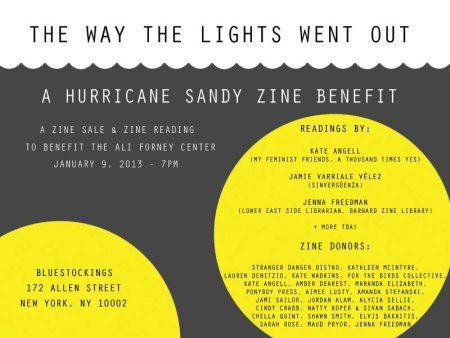 THE WAY THE LIGHTS WENT OUT
A HURRICANE SANDY ZINE BENEFIT
A ZINE SALE & ZINE READING
TO BENEFIT THE ALI FORNEY CENTER
JANUARY 9, 2013 - 7PM
READINGS BY:
KATE ANGELL
(MY FEMINIST FRIENDS, A THOUSAND TIMES YES)
JAMIE VARRIALE VÉLEZ
(SINVERGÜENZA)
JENNA FREEDMAN
(LOWER EAST SIDE LIBRARIAN, BARNARD ZINE LIBRARY)
+ MORE TBA!
ZINE DONORS:
STRANGER DANGER DISTRO, KATHLEEN MCINTYRE,
LAUREN DENITZIO, KATE WADKINS, FOR THE BIRDS COLLECTIVE,
KATE ANGELL, AMBER DEAREST, MARANDA ELIZABETH,
PONYBOY PRESS, AIMEE LUSTY, AMANDA STEFANSKI,
JAMI SAILOR, JORDAN ALAM, ALYCIA SELLIE,
CINDY CRABB, NATTY KOPER & SIVAN SABACH,
CHELLA QUINT, SHAWN SMITH, ELVIS BAKAITIS,
SARAH ROSE, MAUD PRYOR, JENNA FREEDMAN
BLUESTOCKINGS
172 ALLEN STREET
NEW YORK, NY 10002